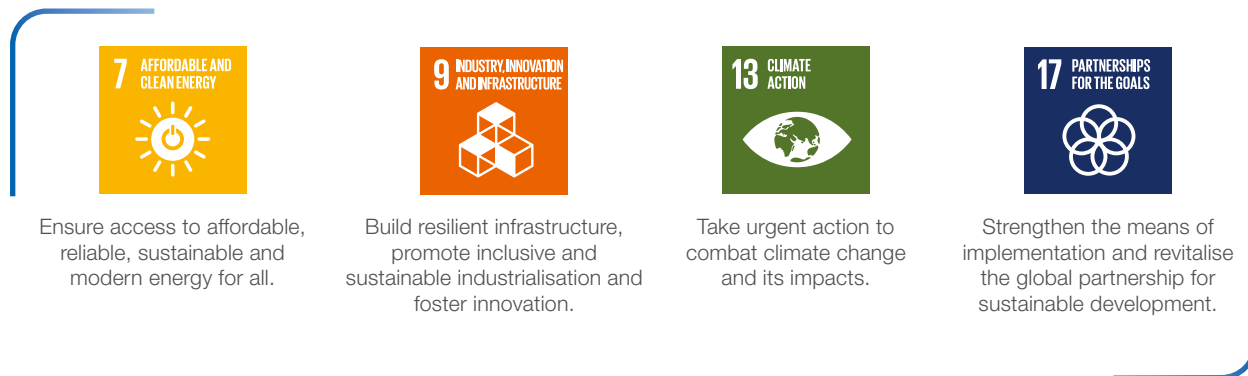 7 AFFORDABLE AND
CLEAN ENERGY
Ensure access to affordable,
reliable, sustainable and
modern energy for all.
9 INDUSTRY, INNOVATION
AND INFRASTRUCTURE
Build resilient infrastructure,
promote inclusive and
sustainable industrialisation and
foster innovation.
13 CLIMATE
ACTION
Take urgent action to
combat climate change
and its impacts.
17 PARTNERSHIPS
FOR THE GOALS
Strengthen the means of
implementation and revitalise
the global partnership for
sustainable development.